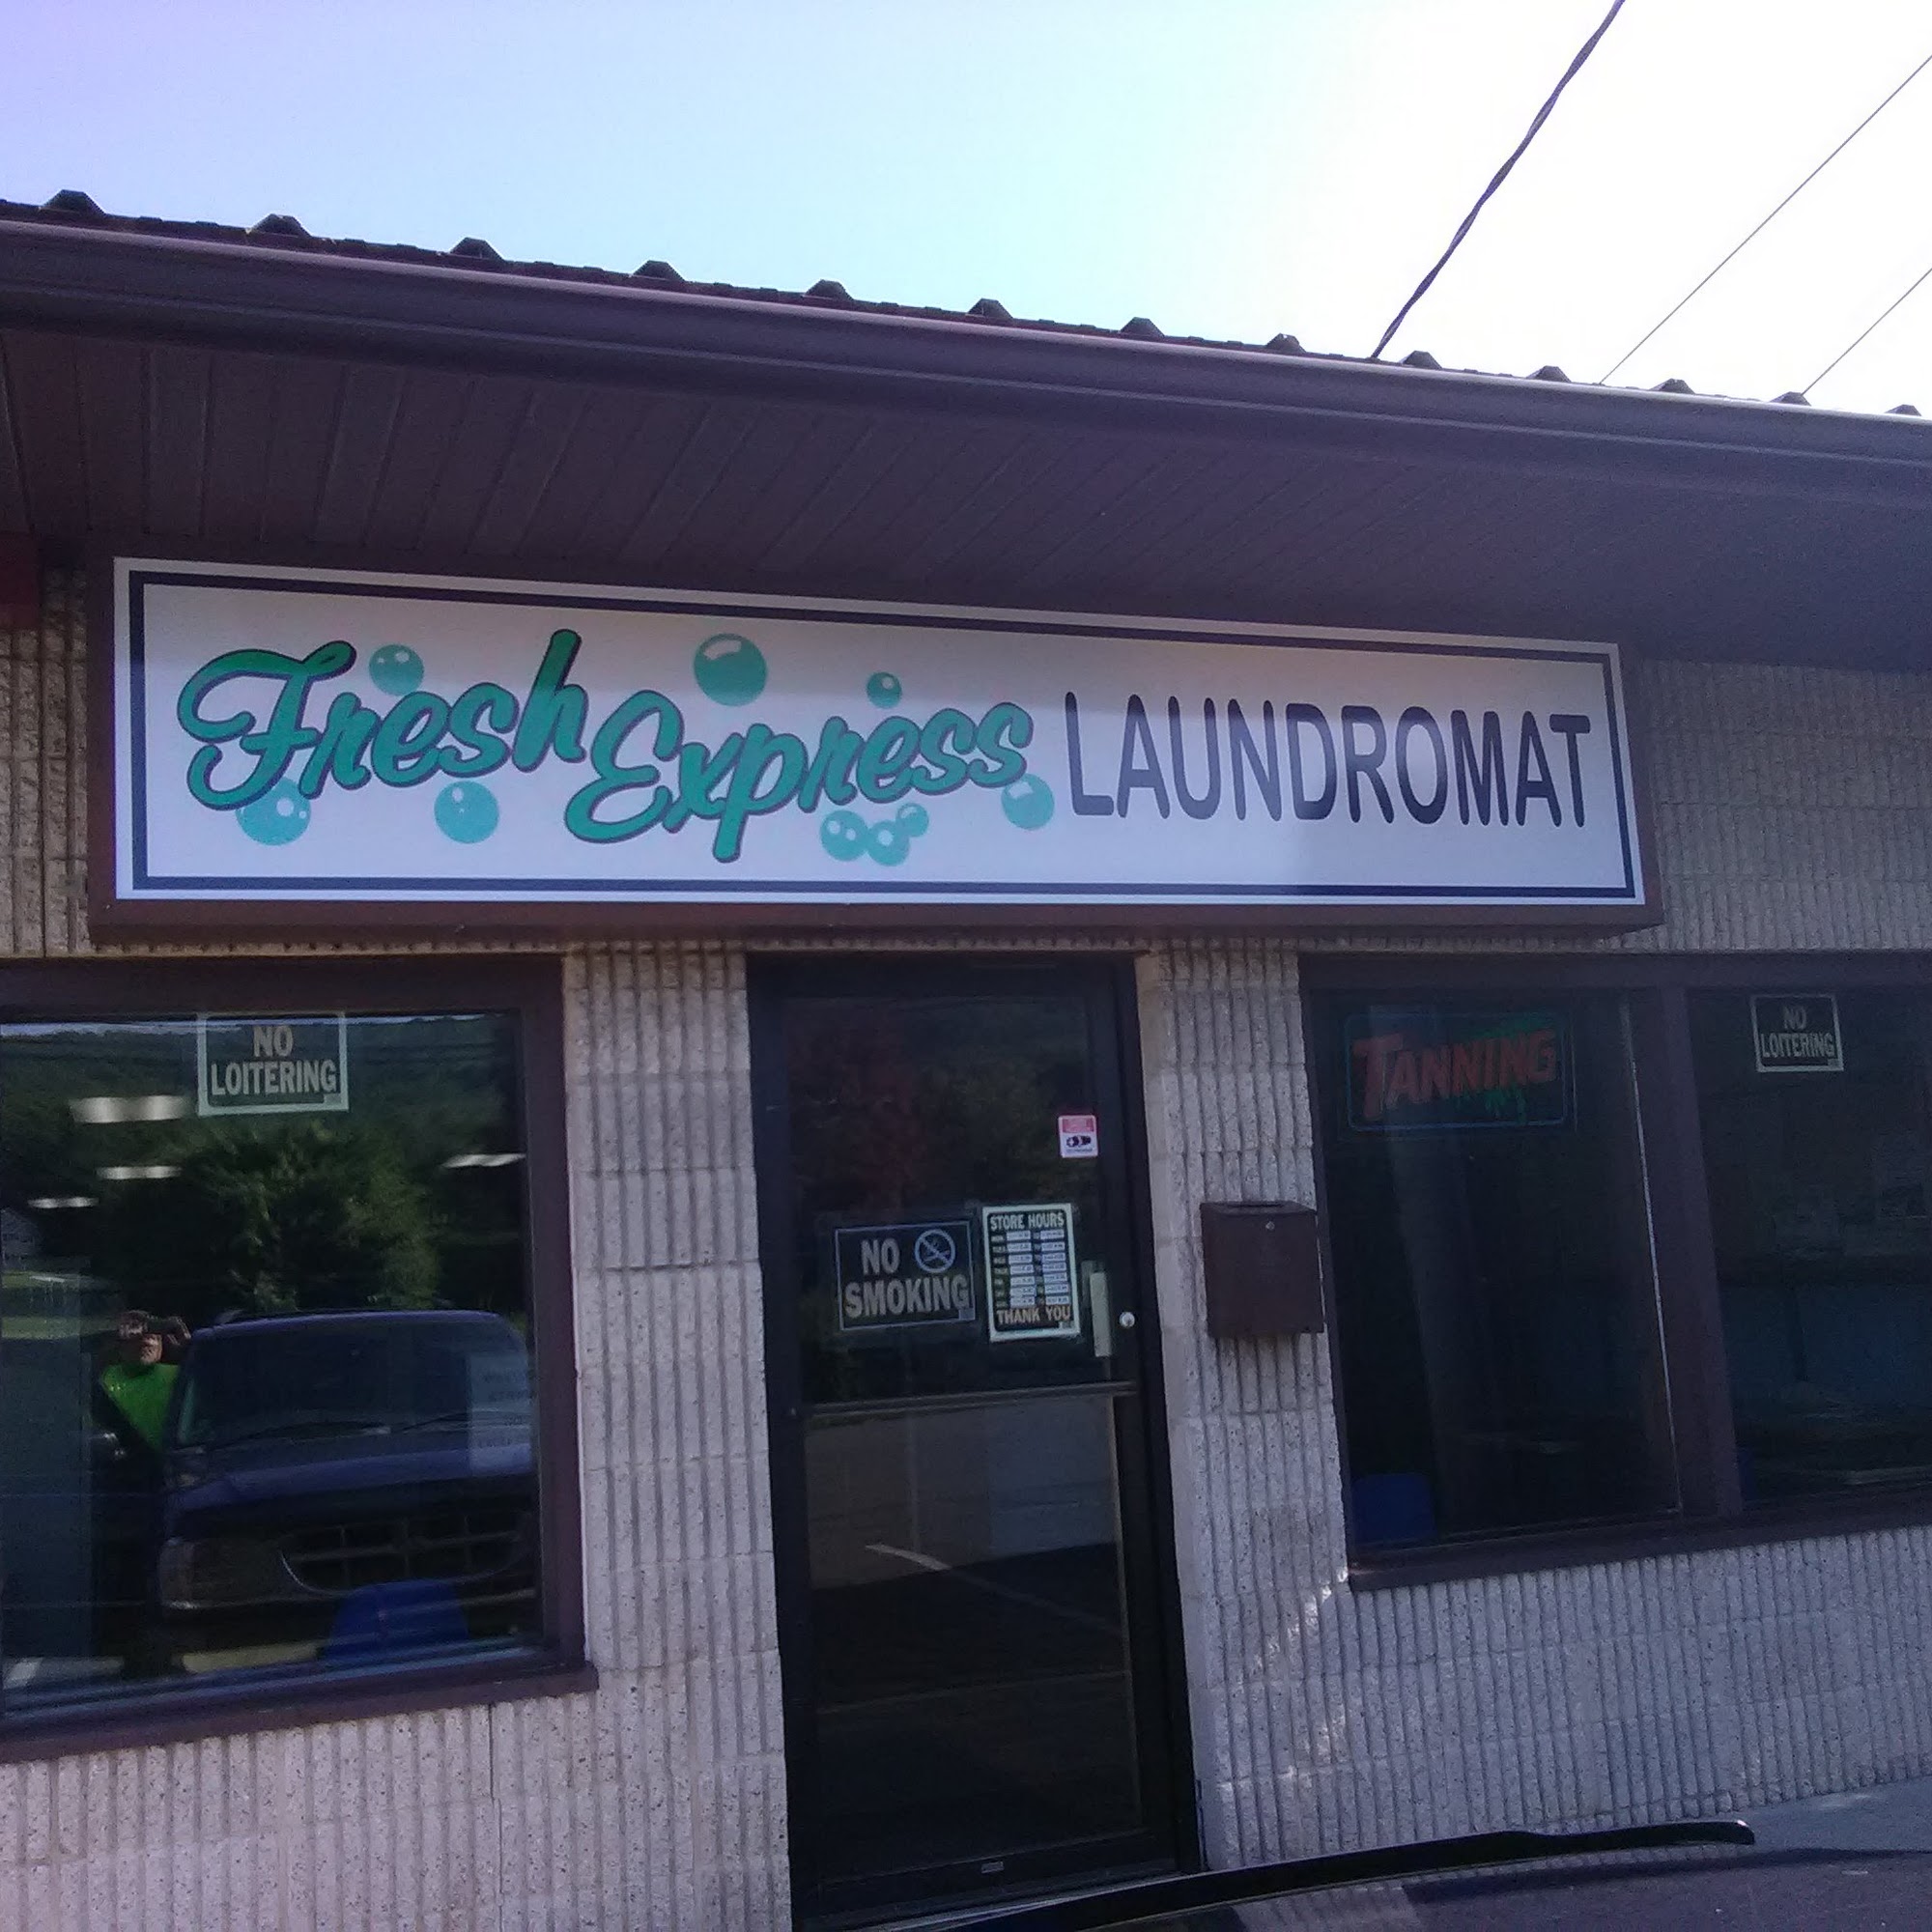 Fresh Express LAUNDROMAT
NO
LOITERING
TANNING
NO
LOITERING
NO
SMOKING
STORE HOURS
THANK YOU